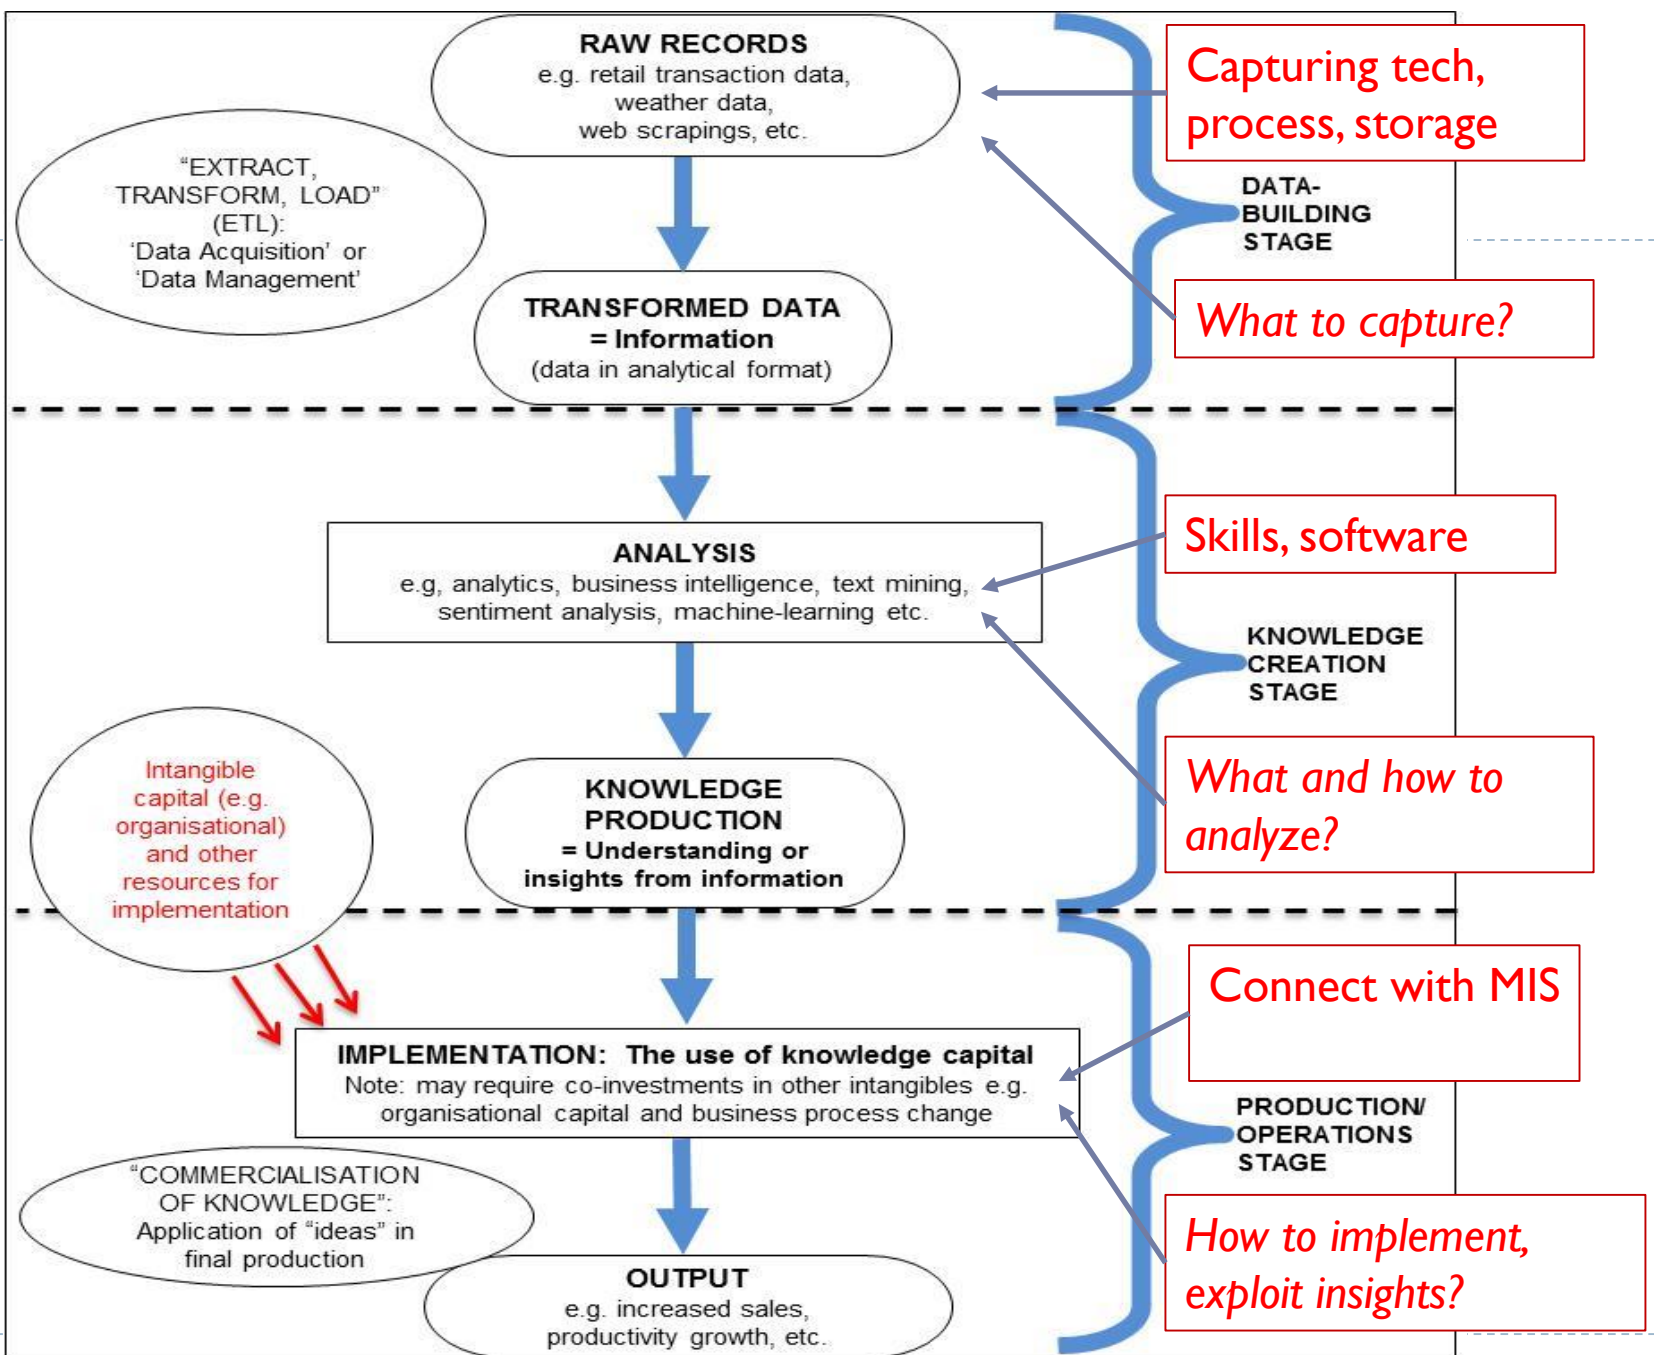 RAW RECORDS
e.g. retail transaction data,
weather data,
web scrapings, etc.
Capturing tech,
process, storage
“EXTRACT,
TRANSFORM, LOAD”
(ETL):
‘Data Acquisition’ or
‘Data Management’
DATA-
BUILDING
STAGE
What to capture?
TRANSFORMED DATA
= Information
(data in analytical format)
Skills, software
ANALYSIS
e.g, analytics, business intelligence, text mining,
sentiment analysis, machine-learning etc.
KNOWLEDGE
CREATION
STAGE
What and how to
analyze?
Intangible
capital (e.g.
organisational)
and other
resources for
implementation
KNOWLEDGE
PRODUCTION
= Understanding or
insights from information
Connect with MIS
IMPLEMENTATION: The use of knowledge capital
Note: may require co-investments in other intangibles e.g.
organisational capital and business process change
PRODUCTION/
OPERATIONS
STAGE
“COMMERCIALISATION
OF KNOWLEDGE”:
Application of “ideas” in
final production
How to implement,
exploit insights?
OUTPUT
e.g. increased sales,
productivity growth, etc.